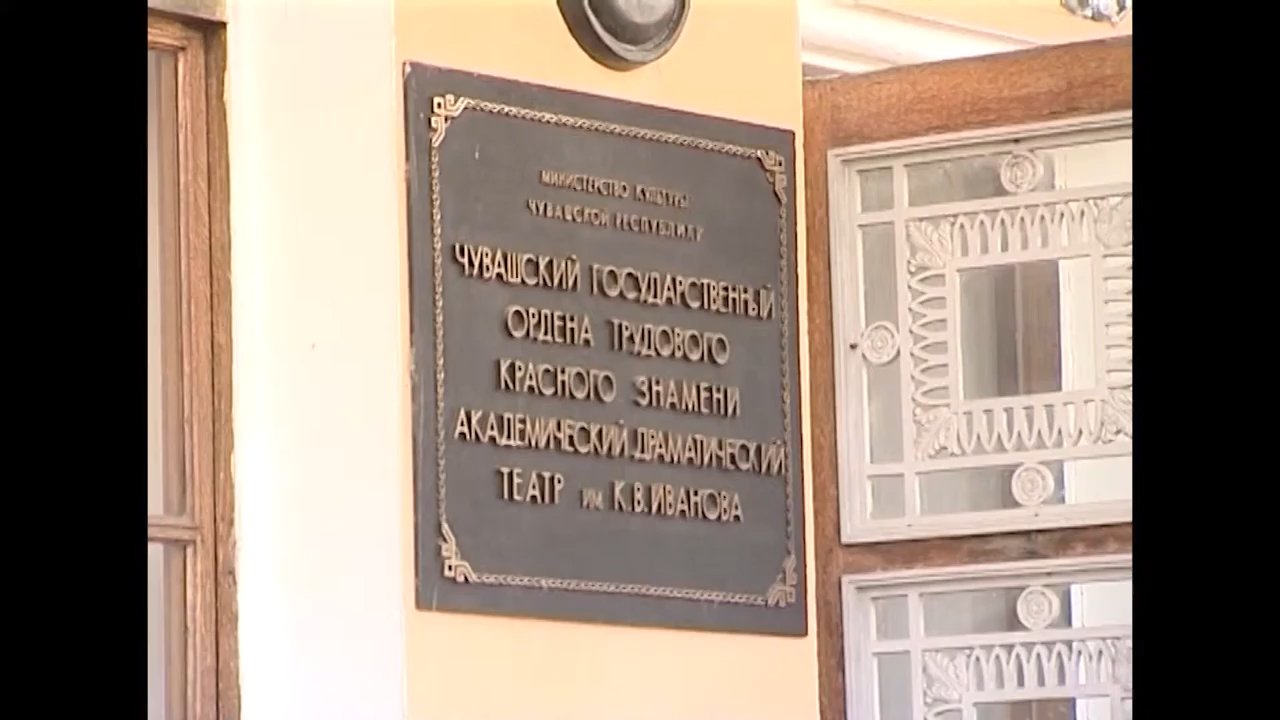 МИНИСТЕРСТВО КУЛЬТУРЫ
ЧУВАШСКОЙ РЕСПУБЛИКИ
ЧУВАШСКИЙ ГОСУДАРСТВЕННЫЙ
ОРДЕНА ТРУДОВОГО
КРАСНОГО ЗНАМЕНИ
АКАДЕМИЧЕСКИЙ ДРАМАТИЧЕСКИЙ
ТЕАТР ИМ. К.В. ИВАНОВА